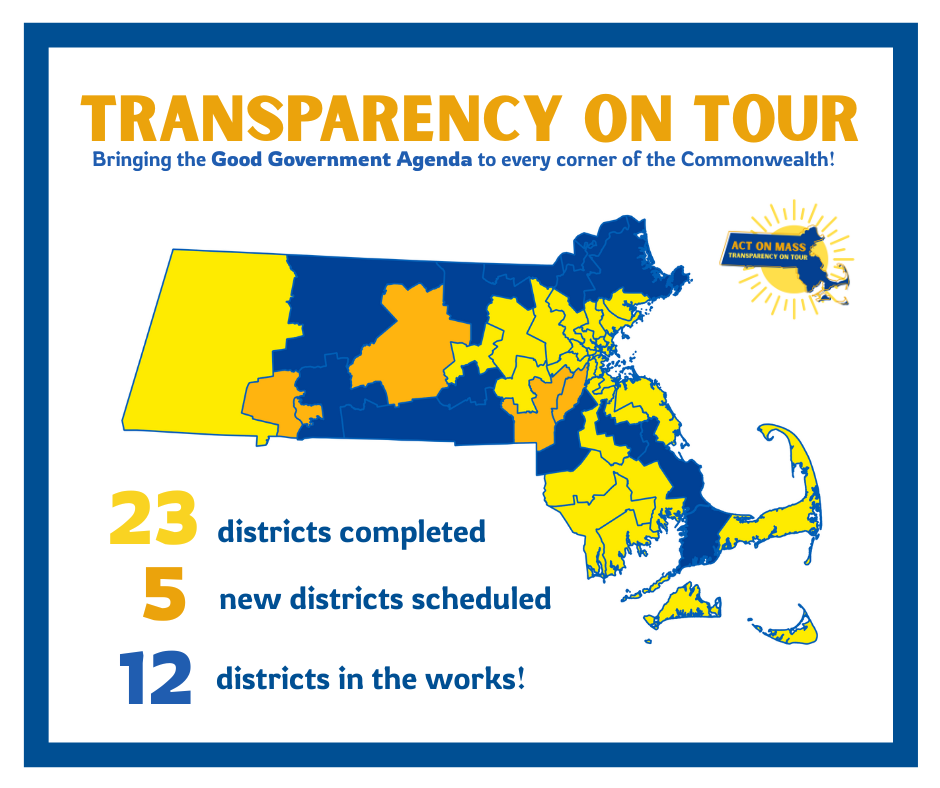 TRANSPARENCY ON TOUR
Bringing the Good Government Agenda to every corner of the Commonwealth!
ACT ON MASS
TRANSPARENCY ON TOUR
23 districts completed
5 new districts scheduled
12 districts in the works!